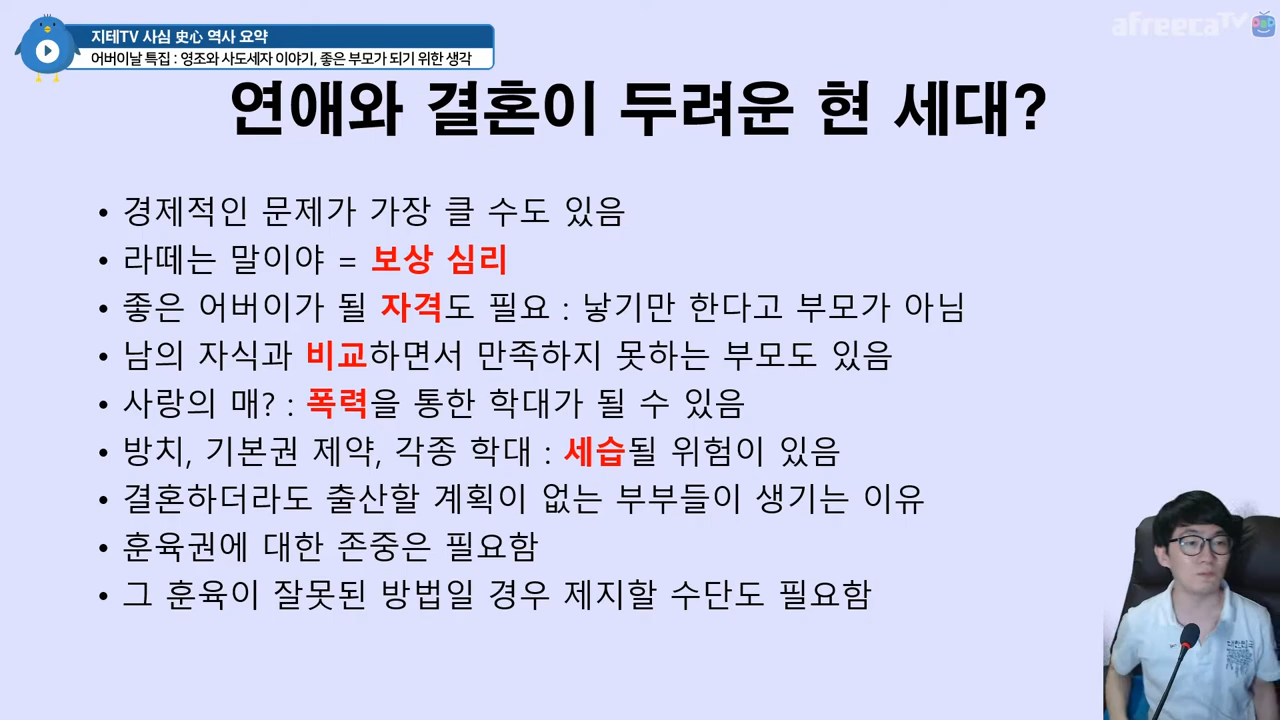 지테TV 사심 史心 역사 요약
afreecaTV
어버이날 특집 : 영조와 사도세자 이야기, 좋은 부모가 되기 위한 생각
연애와 결혼이 두려운 현 세대?
• 경제적인 문제가 가장 클 수도 있음
• 라떼는 말이야 = 보상 심리
• 좋은 어버이가 될 자격도 필요 : 낳기만 한다고 부모가 아님
• 남의 자식과 비교하면서 만족하지 못하는 부모도 있음
• 사랑의 매? : 폭력을 통한 학대가 될 수 있음
• 방치, 기본권 제약, 각종 학대 : 세습될 위험이 있음
• 결혼하더라도 출산할 계획이 없는 부부들이 생기는 이유
• 훈육권에 대한 존중은 필요함
• 그 훈육이 잘못된 방법일 경우 제지할 수단도 필요함